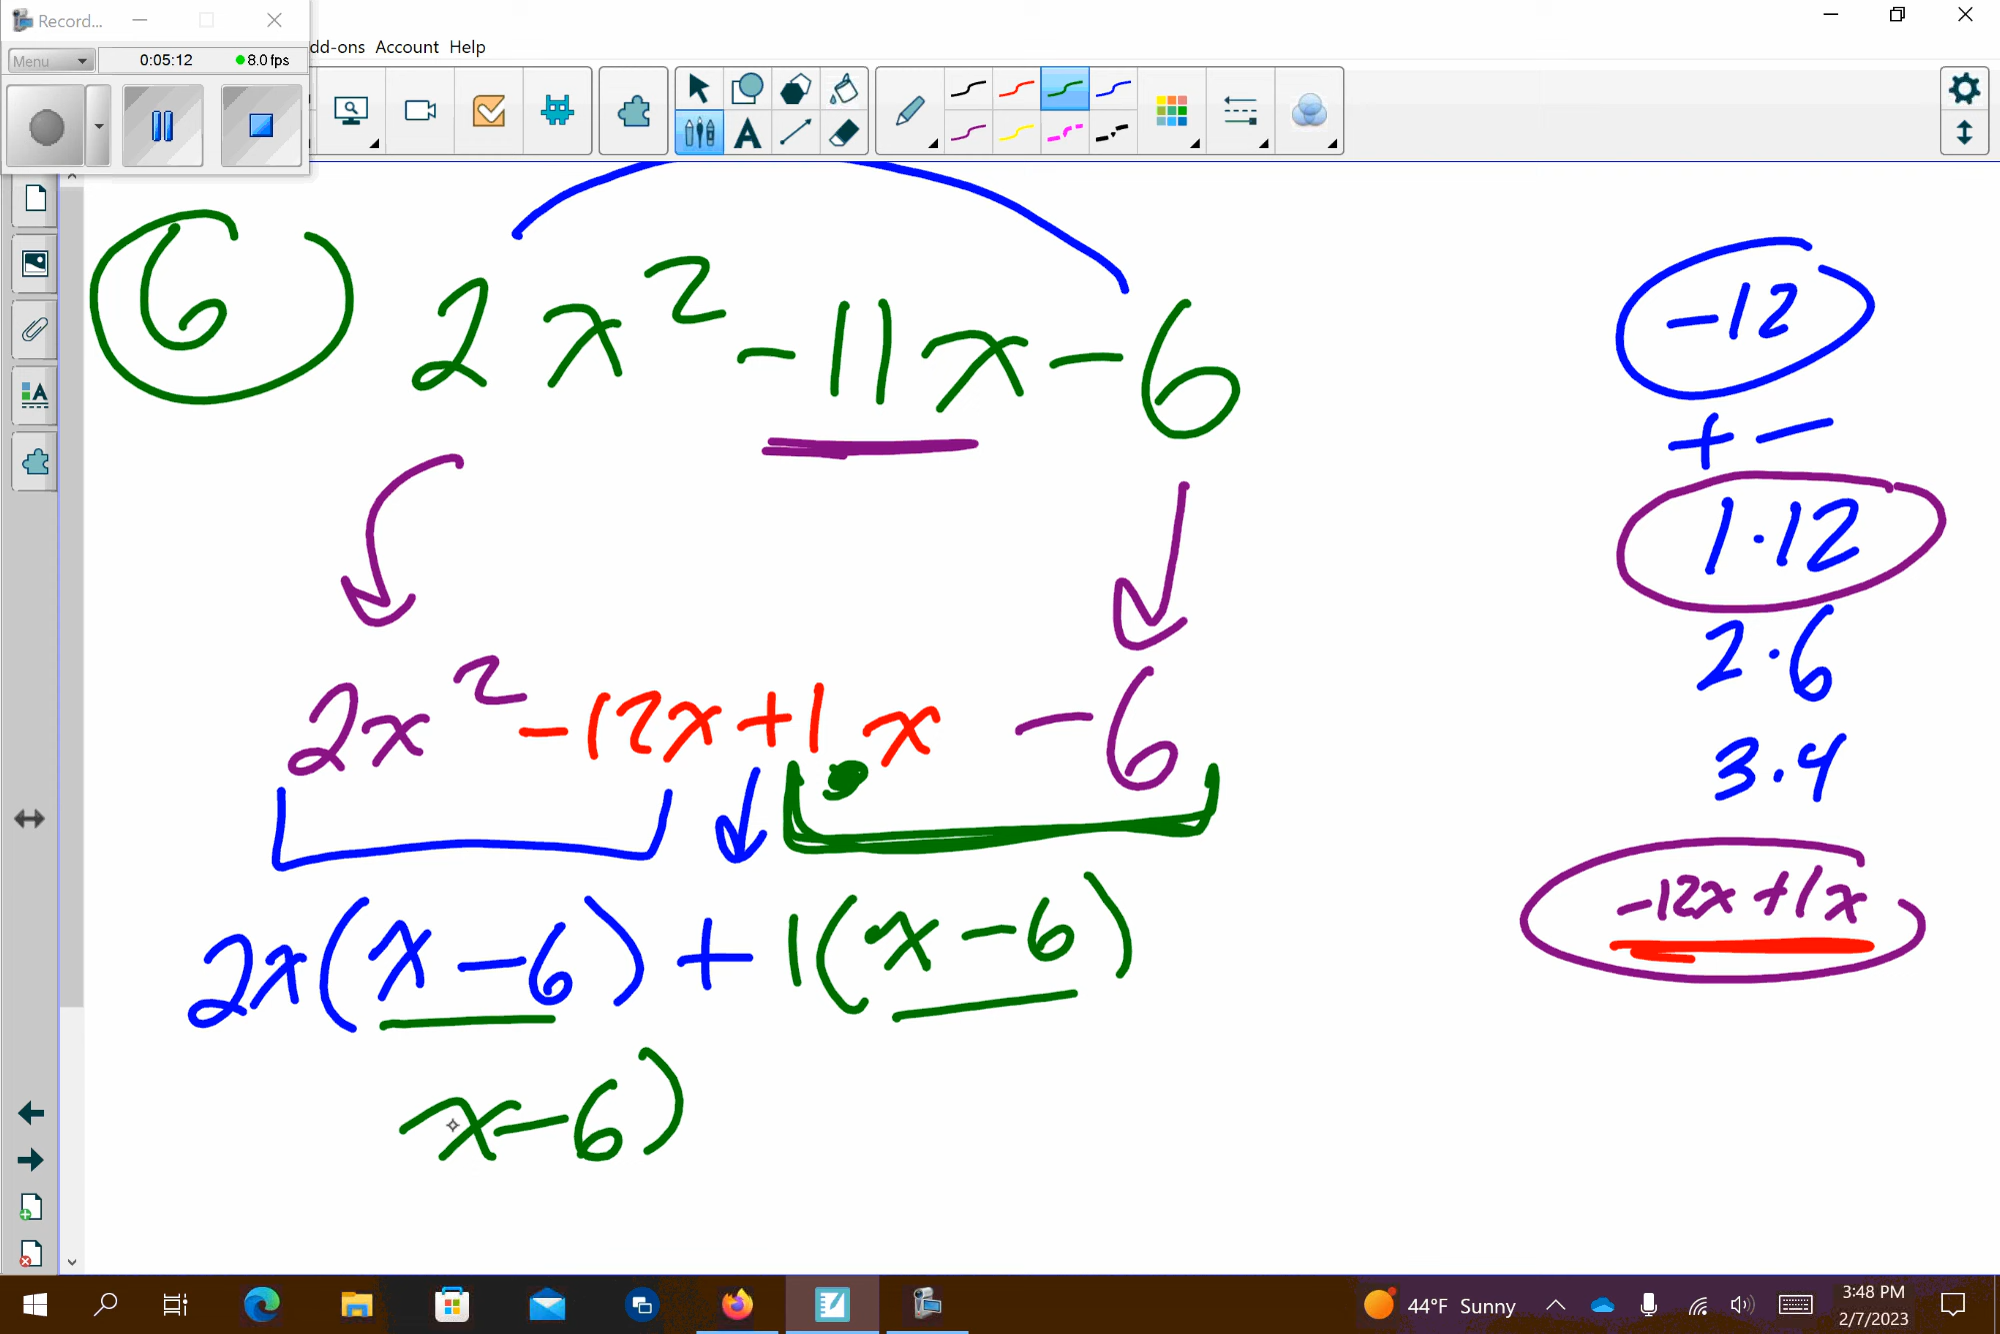 Record...
Menu 0:05:12 8.0 fps
dd-ons Account Help
6 2x² -11x -6
-12
+ -
1·12
2·6
3·4
2x² -12x +1x -6
-12x +1x
2x(x-6) + 1(x-6)
x-6)
44°F Sunny
3:48 PM
2/7/2023